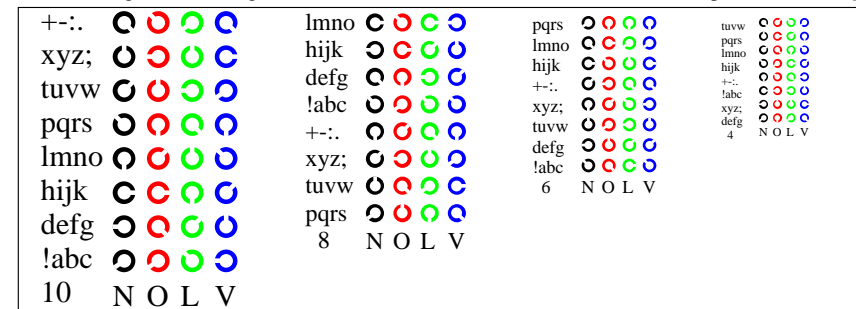 +-:.
xyz;
tuvw
pqrs
lmno
hijk
defg
!abc
10 N O L V
lmno
hijk
defg
!abc
+-:.
xyz;
tuvw
pqrs
8 N O L V
pqrs
lmno
hijk
+-:.
xyz;
tuvw
defg
!abc
6 N O L V
tuvw
pqrs
lmno
hijk
+-:.
!abc
xyz;
defg
4 N O L V